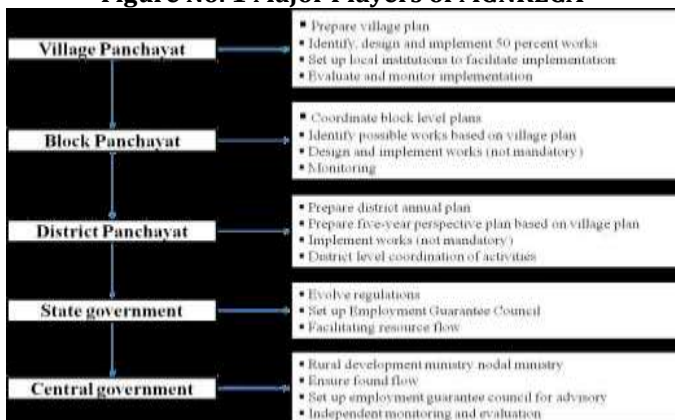 Figure No. 1 Major Players of MGNREGA
Village Panchayat
▪ Prepare village plan
▪ Identify, design and implement 50 percent works
▪ Set up local institutions to facilitate implementation
▪ Evaluate and monitor implementation
Block Panchayat
▪ Coordinate block level plans
▪ Identify possible works based on village plan
▪ Design and implement works (not mandatory)
▪ Monitoring
District Panchayat
▪ Prepare district annual plan
▪ Prepare five-year perspective plan based on village plan
▪ Implement works (not mandatory)
▪ District level coordination of activities
State government
▪ Evolve regulations
▪ Set up Employment Guarantee Council
▪ Facilitating resource flow
Central government
▪ Rural development ministry nodal ministry
▪ Ensure found flow
▪ Set up employment guarantee council for advisory
▪ Independent monitoring and evaluation